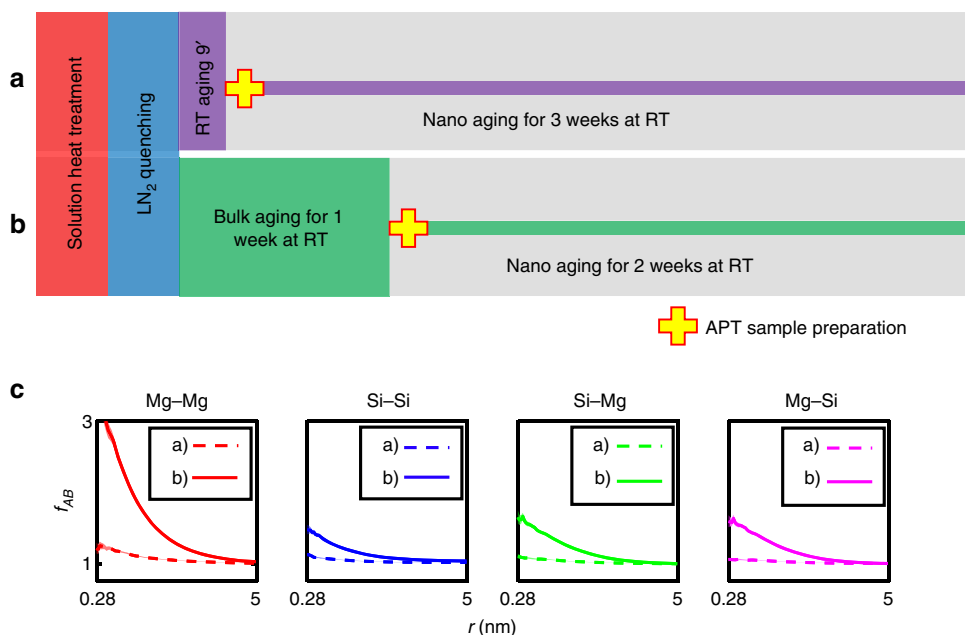 a
Solution heat treatment
LN2 quenching
RT aging 9′
Nano aging for 3 weeks at RT
b
Bulk aging for 1
week at RT
Nano aging for 2 weeks at RT
APT sample preparation
c
Mg–Mg
Si–Si
Si–Mg
Mg–Si
3
fAB
1
a)
b)
a)
b)
a)
b)
a)
b)
0.28
5
0.28
5
0.28
5
0.28
5
r (nm)